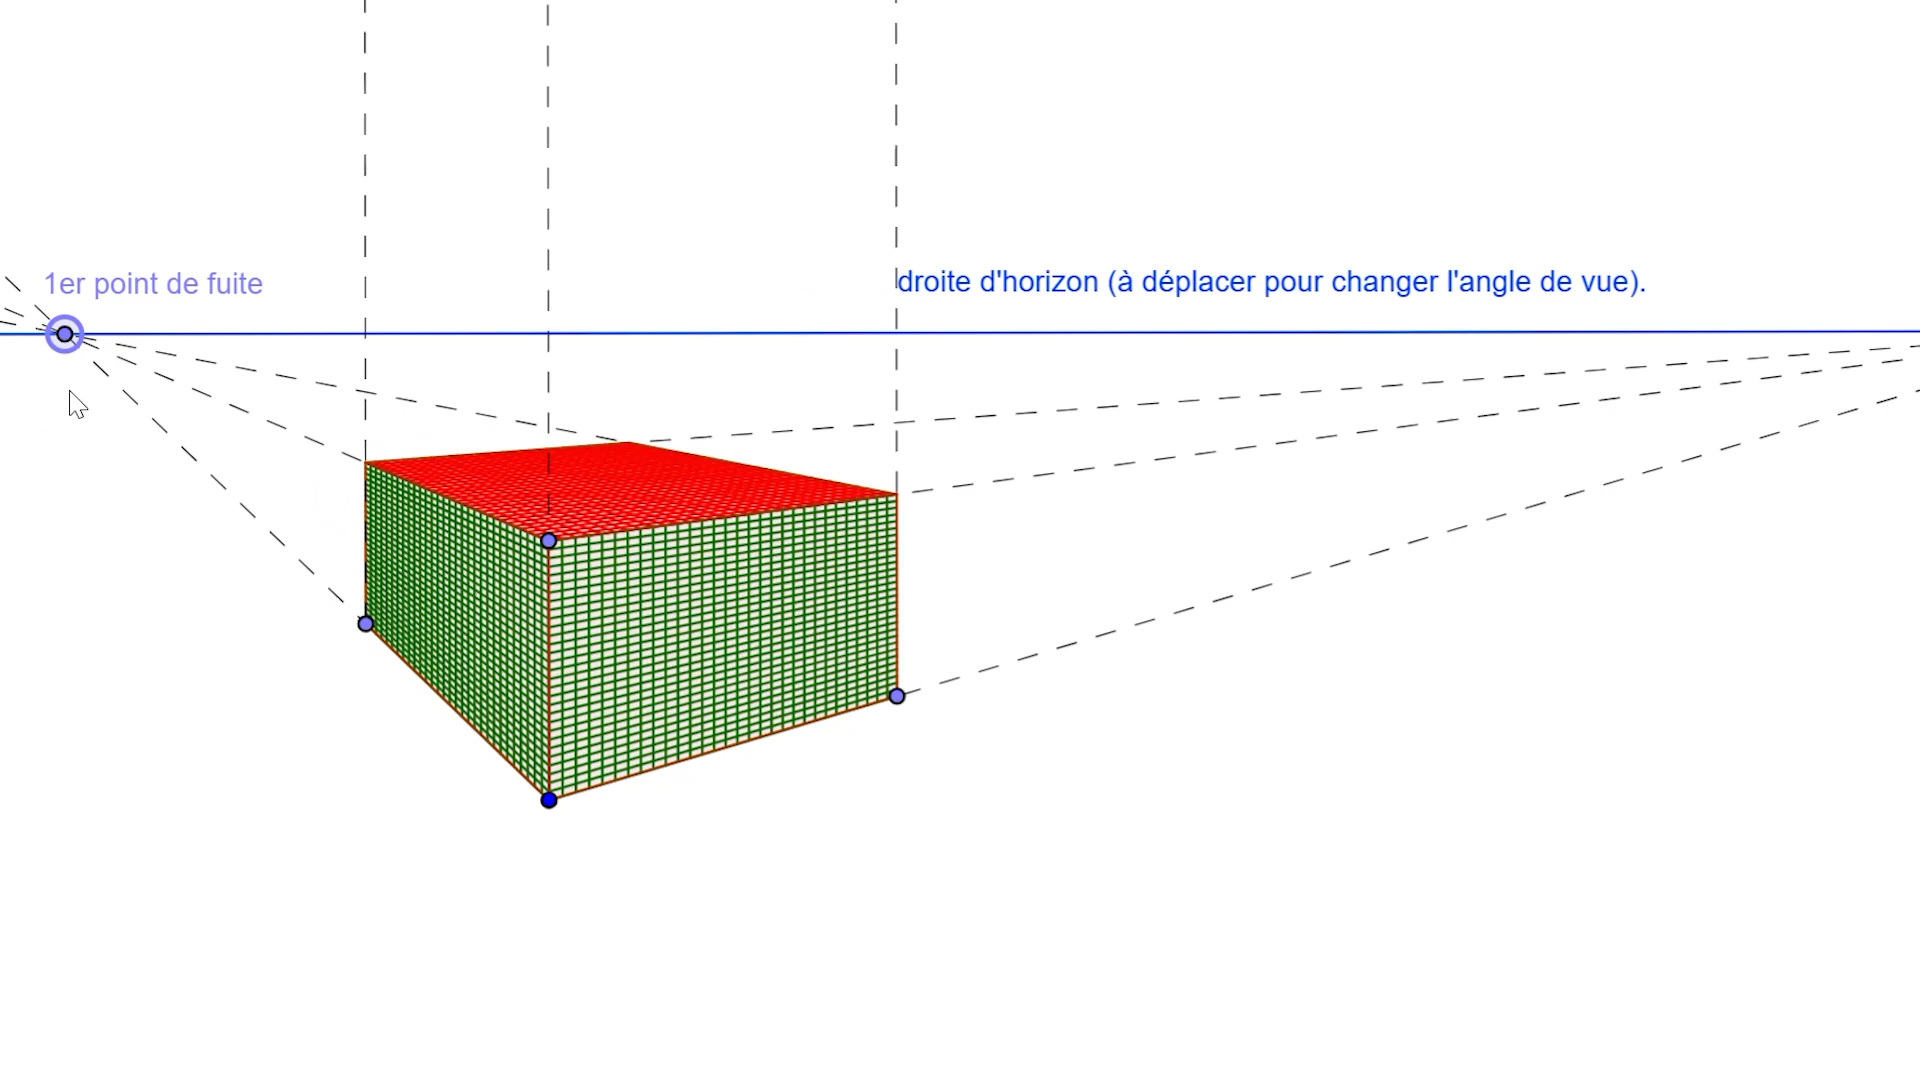 1er point de fuite
droite d'horizon (à déplacer pour changer l'angle de vue).